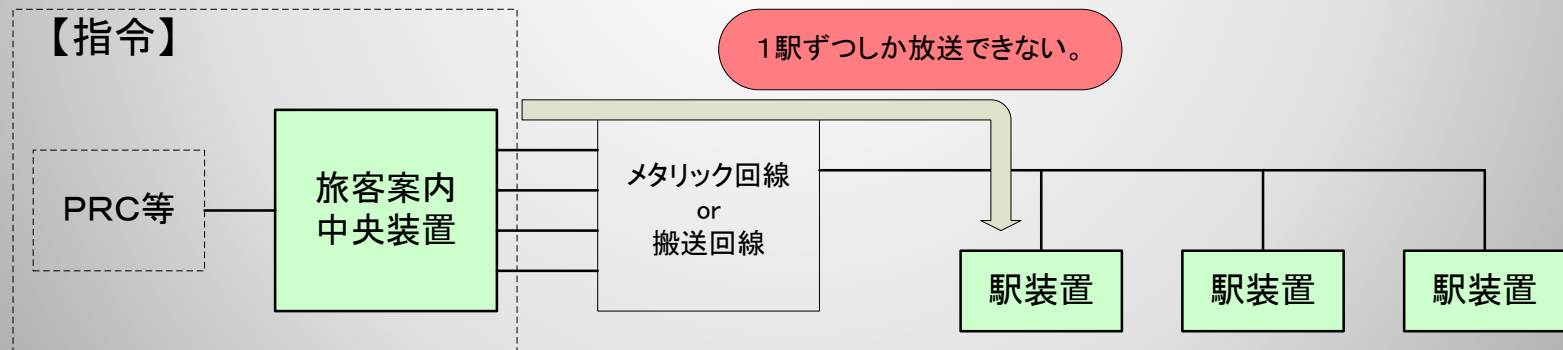 【指令】
1駅ずつしか放送できない。
PRC等
旅客案内
中央装置
メタリック回線
or
搬送回線
駅装置
駅装置
駅装置